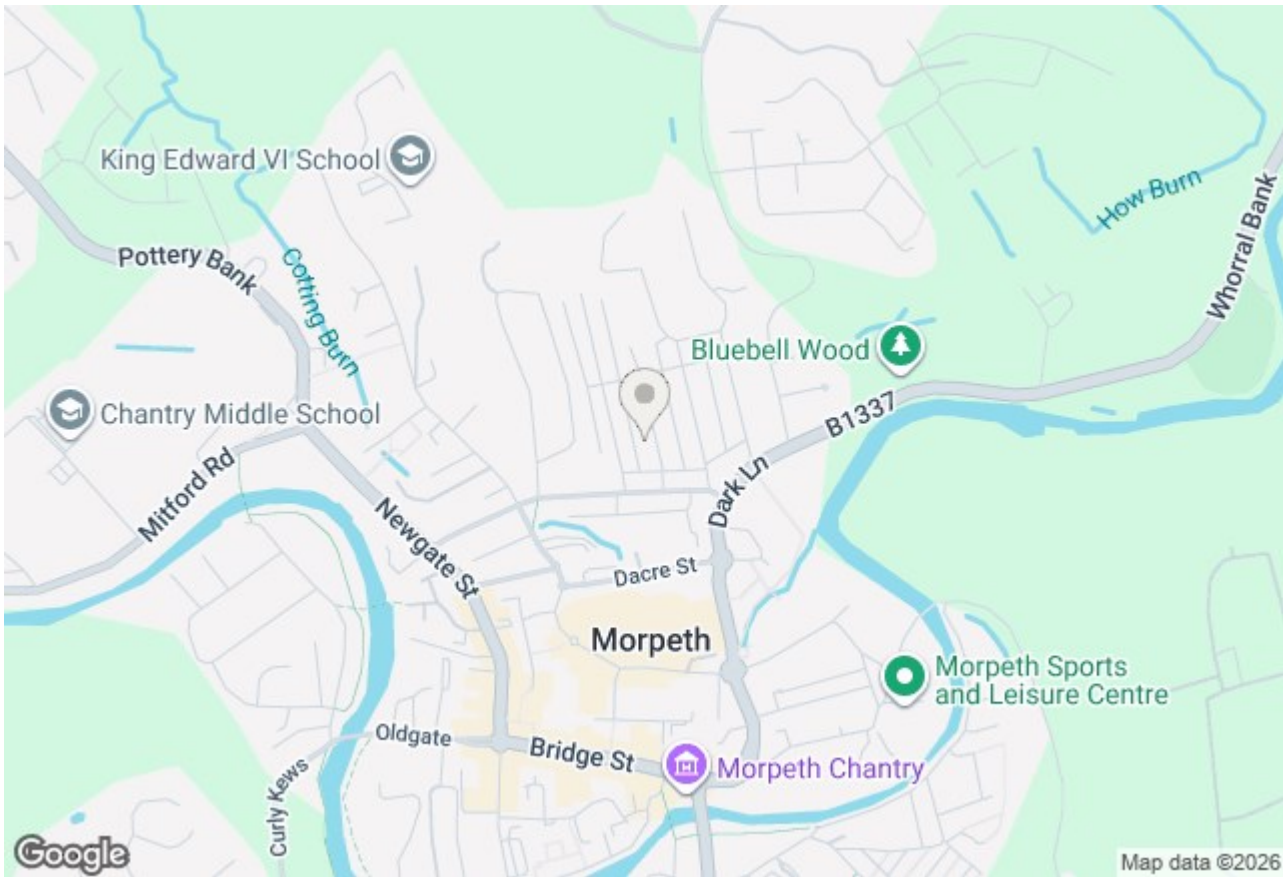 King Edward VI School
How Burn
Whorral Bank
Pottery Bank
Cotting Burn
Bluebell Wood
B1337
Chantry Middle School
Mitford Rd
Dark Ln
Newgate St
Dacre St
Morpeth
Morpeth Sports
and Leisure Centre
Oldgate
Bridge St
Morpeth Chantry
Curly Kews
Google
Map data ©2026